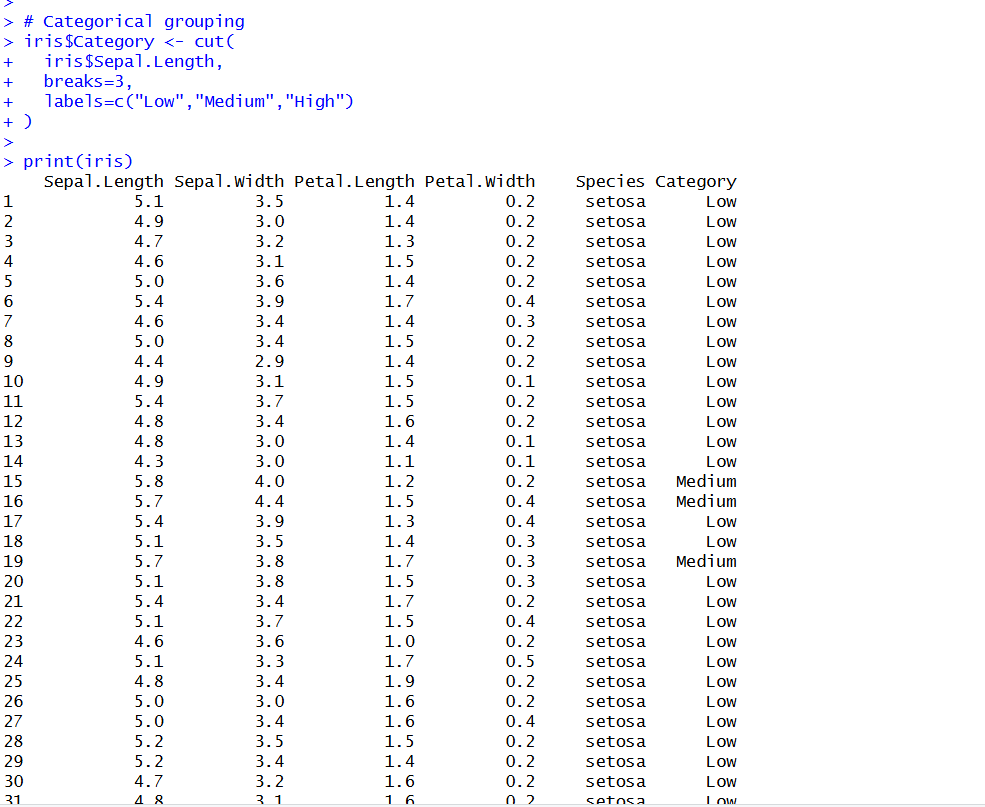 >
> # Categorical grouping
> iris$Category <- cut(
+   iris$Sepal.Length,
+   breaks=3,
+   labels=c("Low","Medium","High")
+ )
>
> print(iris)
    Sepal.Length Sepal.Width Petal.Length Petal.Width    Species Category
1            5.1         3.5          1.4         0.2     setosa      Low
2            4.9         3.0          1.4         0.2     setosa      Low
3            4.7         3.2          1.3         0.2     setosa      Low
4            4.6         3.1          1.5         0.2     setosa      Low
5            5.0         3.6          1.4         0.2     setosa      Low
6            5.4         3.9          1.7         0.4     setosa      Low
7            4.6         3.4          1.4         0.3     setosa      Low
8            5.0         3.4          1.5         0.2     setosa      Low
9            4.4         2.9          1.4         0.2     setosa      Low
10           4.9         3.1          1.5         0.1     setosa      Low
11           5.4         3.7          1.5         0.2     setosa      Low
12           4.8         3.4          1.6         0.2     setosa      Low
13           4.8         3.0          1.4         0.1     setosa      Low
14           4.3         3.0          1.1         0.1     setosa      Low
15           5.8         4.0          1.2         0.2     setosa   Medium
16           5.7         4.4          1.5         0.4     setosa   Medium
17           5.4         3.9          1.3         0.4     setosa      Low
18           5.1         3.5          1.4         0.3     setosa      Low
19           5.7         3.8          1.7         0.3     setosa   Medium
20           5.1         3.8          1.5         0.3     setosa      Low
21           5.4         3.4          1.7         0.2     setosa      Low
22           5.1         3.7          1.5         0.4     setosa      Low
23           4.6         3.6          1.0         0.2     setosa      Low
24           5.1         3.3          1.7         0.5     setosa      Low
25           4.8         3.4          1.9         0.2     setosa      Low
26           5.0         3.0          1.6         0.2     setosa      Low
27           5.0         3.4          1.6         0.4     setosa      Low
28           5.2         3.5          1.5         0.2     setosa      Low
29           5.2         3.4          1.4         0.2     setosa      Low
30           4.7         3.2          1.6         0.2     setosa      Low
31           4.8         3.1          1.6         0.2     setosa      Low